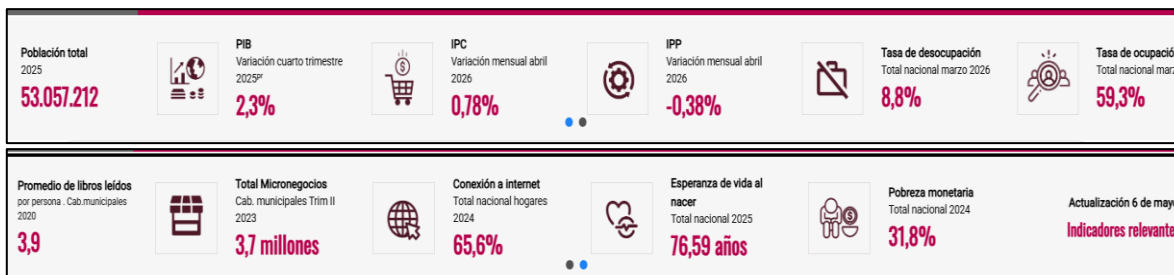 Población total
2025
53.057.212
PIB
Variación cuarto trimestre
2025pr
2,3%
IPC
Variación mensual abril
2026
0,78%
IPP
Variación mensual abril
2026
-0,38%
Tasa de desocupación
Total nacional marzo 2026
8,8%
Tasa de ocupació
Total nacional marz
59,3%
Promedio de libros leídos
por persona . Cab.municipales
2020
3,9
Total Micronegocios
Cab. municipales Trim II
2023
3,7 millones
Conexión a internet
Total nacional hogares
2024
65,6%
Esperanza de vida al
nacer
Total nacional 2025
76,59 años
Pobreza monetaria
Total nacional 2024
31,8%
Actualización 6 de mayo
Indicadores relevante